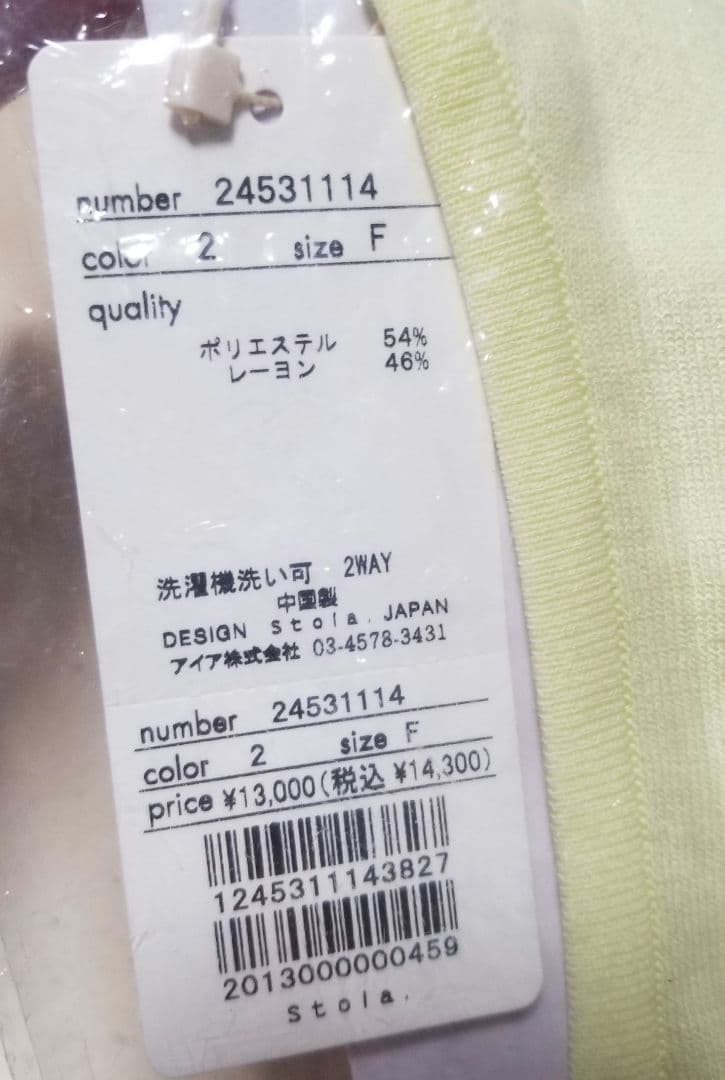 number 24531114
color 2 size F
quality
ポリエステル 54%
レーヨン 46%
洗濯機洗い可 2WAY
中国製
DESIGN Stola. JAPAN
アイア株式会社 03-4578-3431
number 24531114
color 2 size F
price ¥13,000(税込 ¥14,300)
1245311143827
2013000000459
Stola.